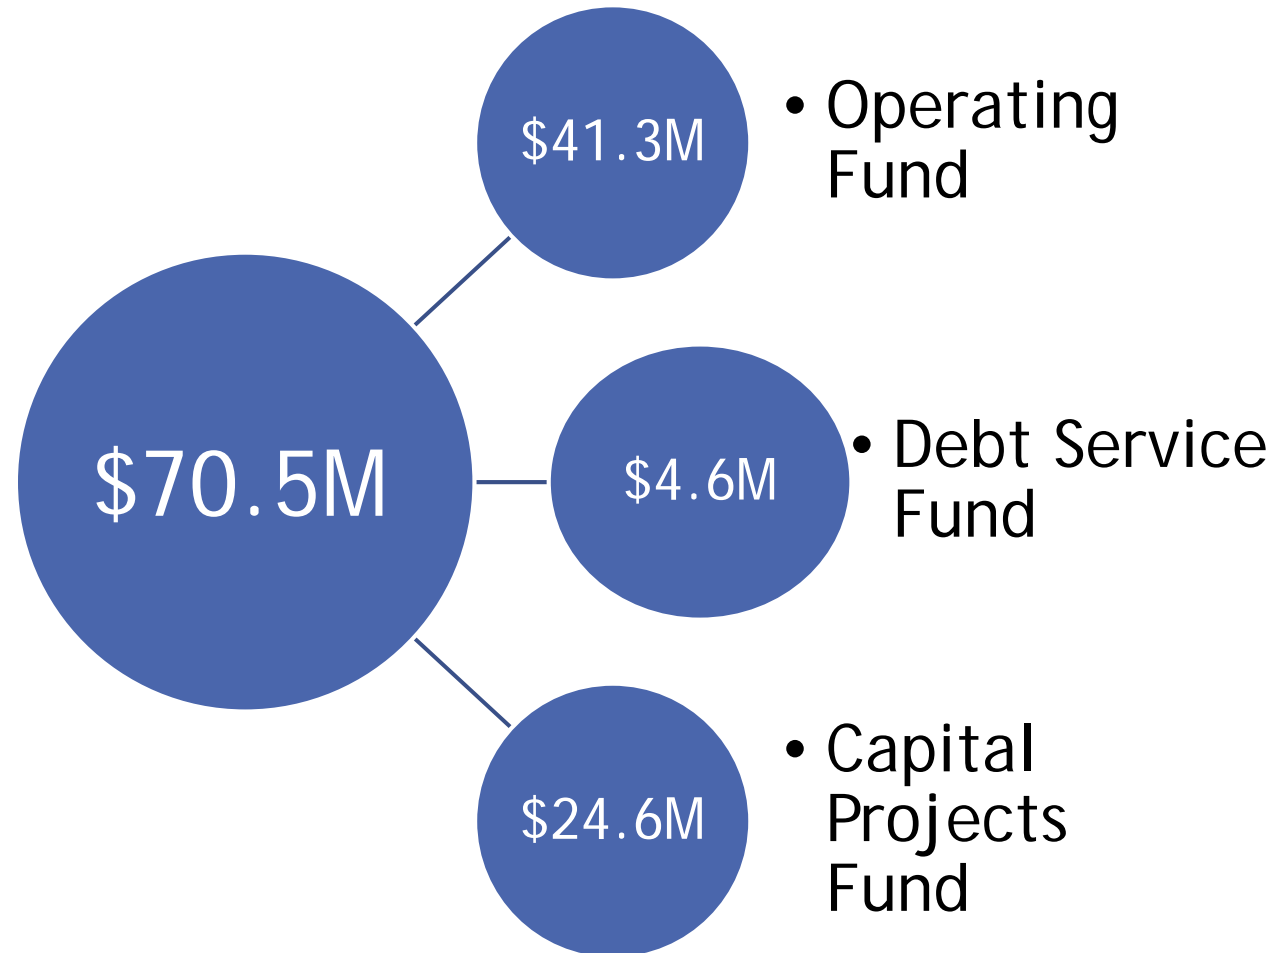 $70.5M
$41.3M
• Operating
Fund
$4.6M
• Debt Service
Fund
$24.6M
• Capital
Projects
Fund